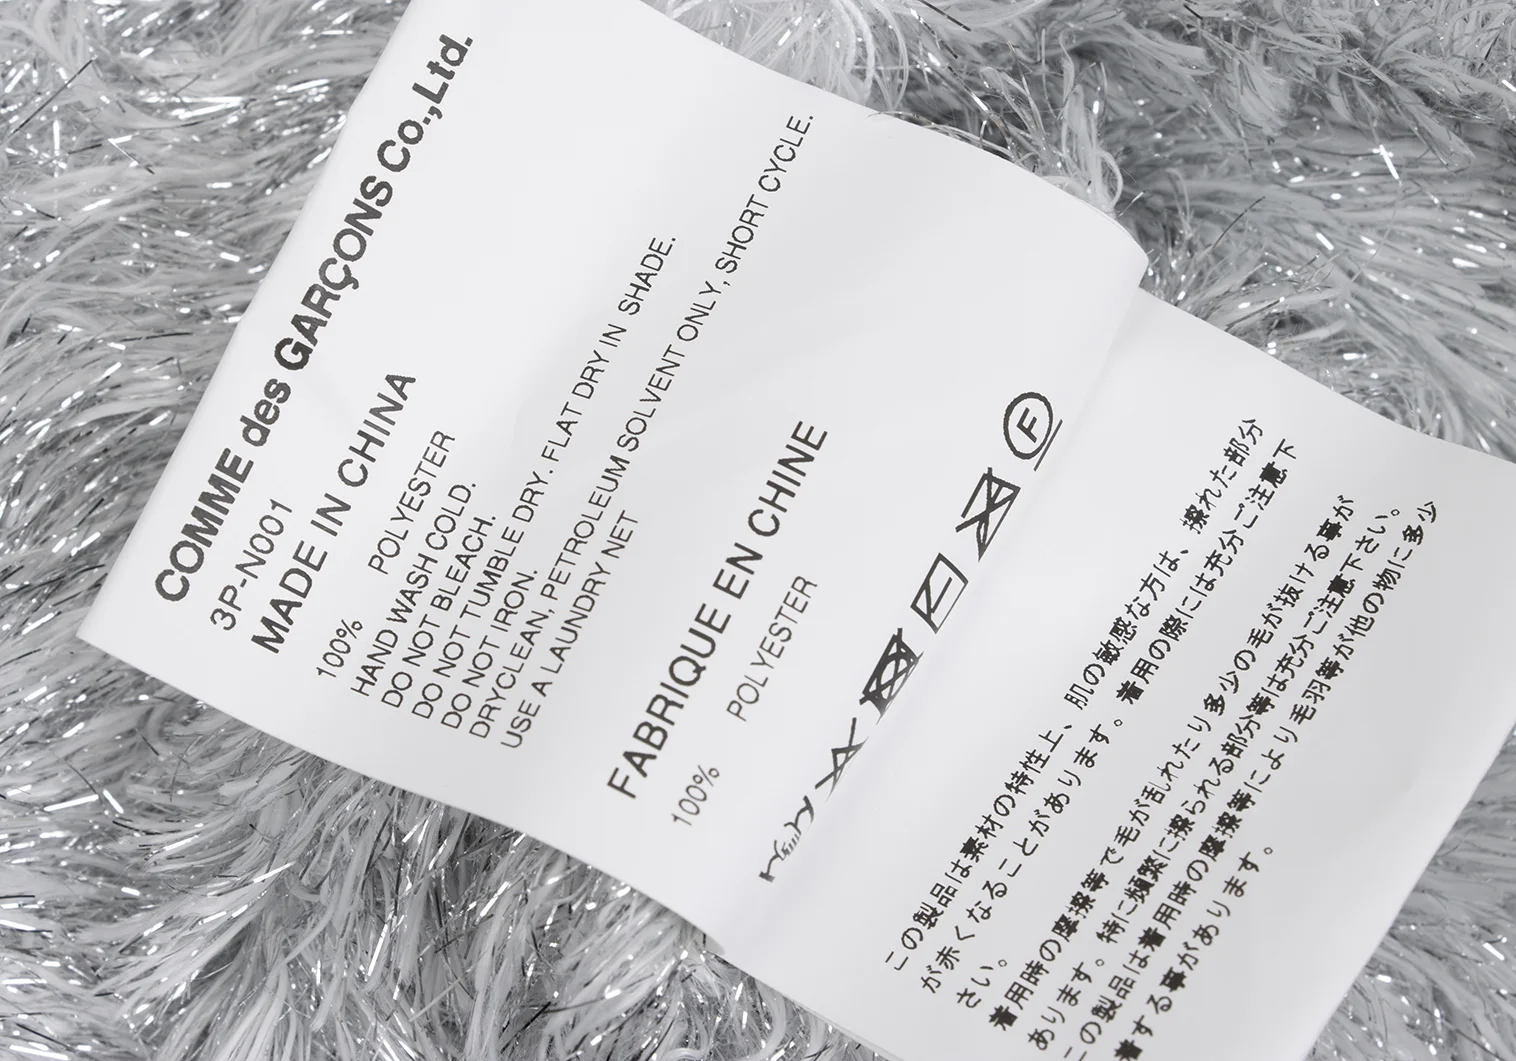 COMME des GARÇONS Co.,Ltd.
3P-N001
MADE IN CHINA
100% POLYESTER
HAND WASH COLD.
DO NOT BLEACH.
DO NOT TUMBLE DRY. FLAT DRY IN SHADE.
DO NOT IRON.
DRYCLEAN, PETROLEUM SOLVENT ONLY, SHORT CYCLE.
USE A LAUNDRY NET
FABRIQUE EN CHINE
100% POLYESTER
F
この製品は素材の特性上、肌の敏感な方は、擦れた部分
が赤くなることがあります。着用の際には充分ご注意下
さい。
着用時の摩擦等で毛が乱れたり多少の毛が抜ける事が
あります。特に頻繁に擦られる部分等は充分ご注意下さい。
この製品は着用時の摩擦等により毛羽等が他の物に多少
着する事があります。